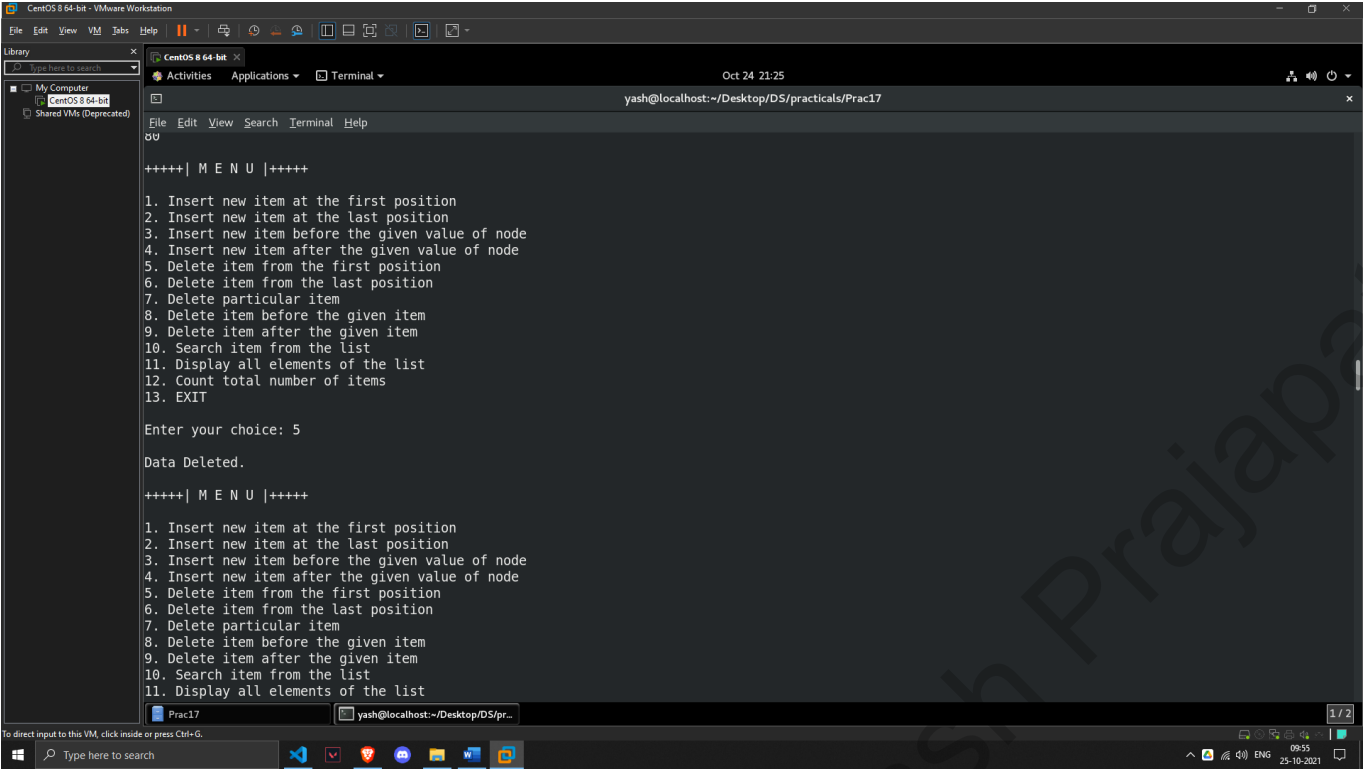 CentOS 8 64-bit - VMware Workstation
File Edit View VM Tabs Help
Library
Type here to search
My Computer
CentOS 8 64-bit
Shared VMs (Deprecated)
CentOS 8 64-bit
Activities Applications Terminal Oct 24 21:25
yash@localhost:~/Desktop/DS/practicals/Prac17
File Edit View Search Terminal Help
80
+++++| M E N U |+++++
1. Insert new item at the first position
2. Insert new item at the last position
3. Insert new item before the given value of node
4. Insert new item after the given value of node
5. Delete item from the first position
6. Delete item from the last position
7. Delete particular item
8. Delete item before the given item
9. Delete item after the given item
10. Search item from the list
11. Display all elements of the list
12. Count total number of items
13. EXIT
Enter your choice: 5
Data Deleted.
+++++| M E N U |+++++
1. Insert new item at the first position
2. Insert new item at the last position
3. Insert new item before the given value of node
4. Insert new item after the given value of node
5. Delete item from the first position
6. Delete item from the last position
7. Delete particular item
8. Delete item before the given item
9. Delete item after the given item
10. Search item from the list
11. Display all elements of the list
Prac17 yash@localhost:~/Desktop/DS/pr... 1 / 2
To direct input to this VM, click inside or press Ctrl+G.
Type here to search
ENG
09:55
25-10-2021